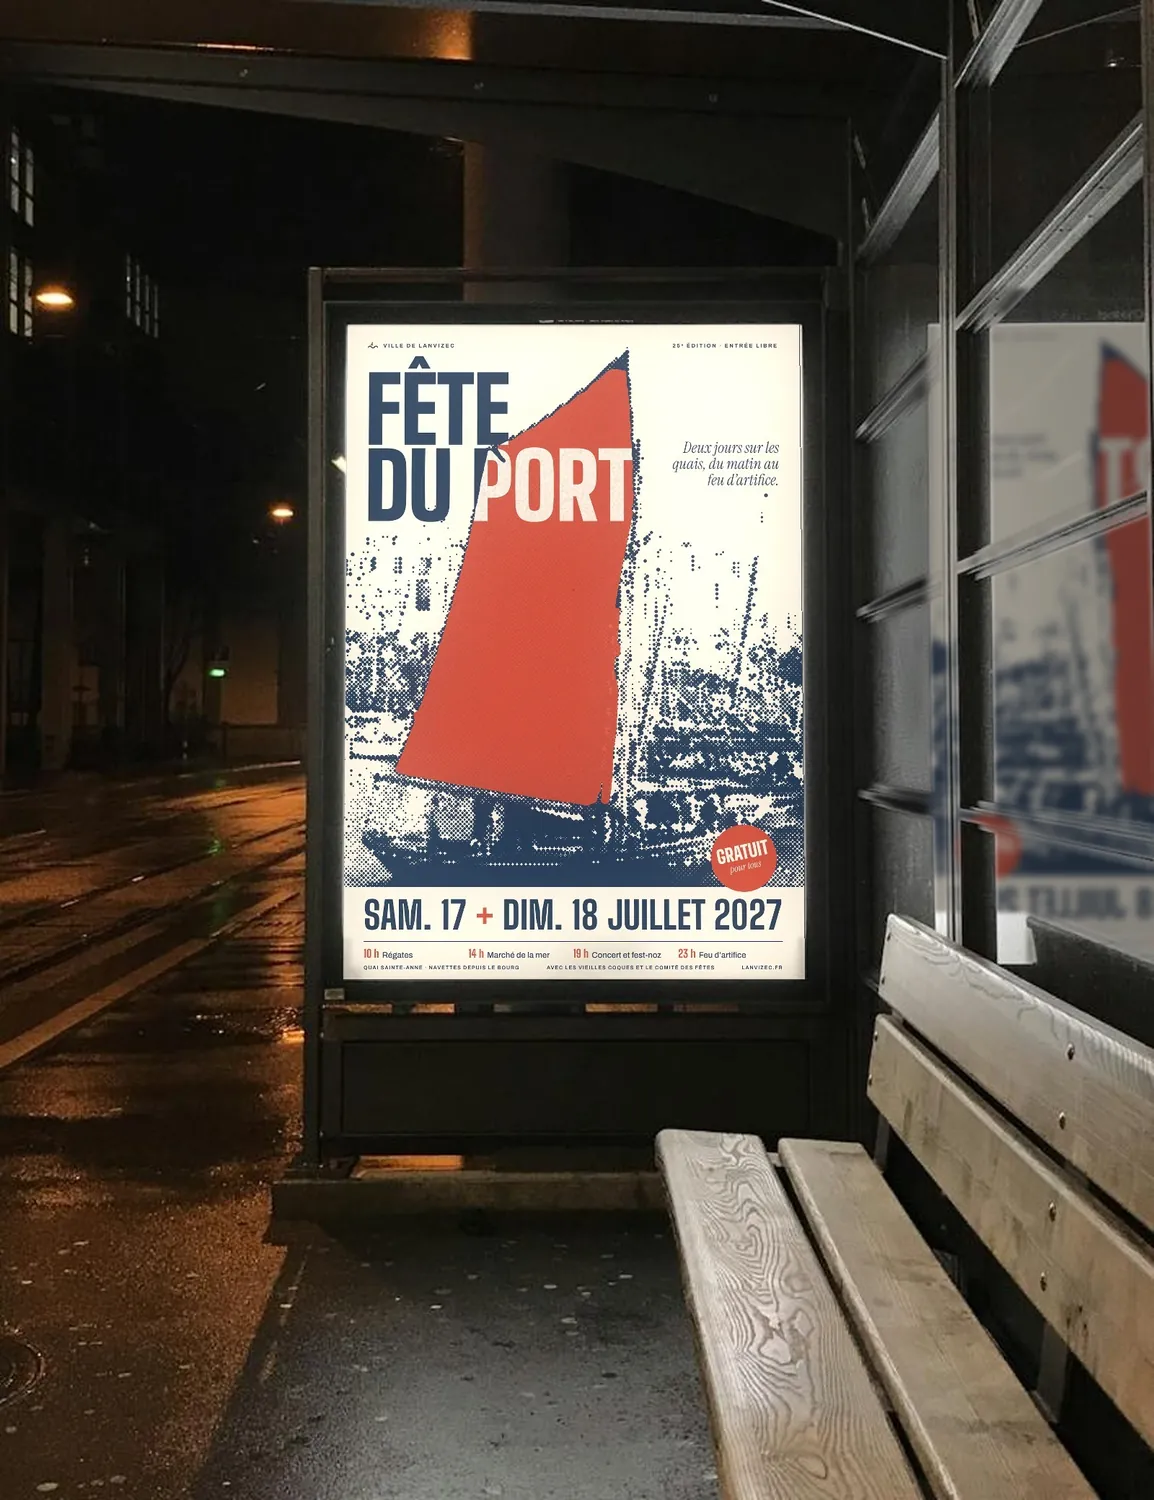 VILLE DE LANVIZEC
25e ÉDITION · ENTRÉE LIBRE
FÊTE
DU PORT
Deux jours sur les
quais, du matin au
feu d'artifice.
GRATUIT
pour tous
SAM. 17 + DIM. 18 JUILLET 2027
10 h Régates
14 h Marché de la mer
19 h Concert et fest-noz
23 h Feu d'artifice
QUAI SAINTE-ANNE · NAVETTES DEPUIS LE BOURG
AVEC LES VIEILLES COQUES ET LE COMITÉ DES FÊTES
LANVIZEC.FR